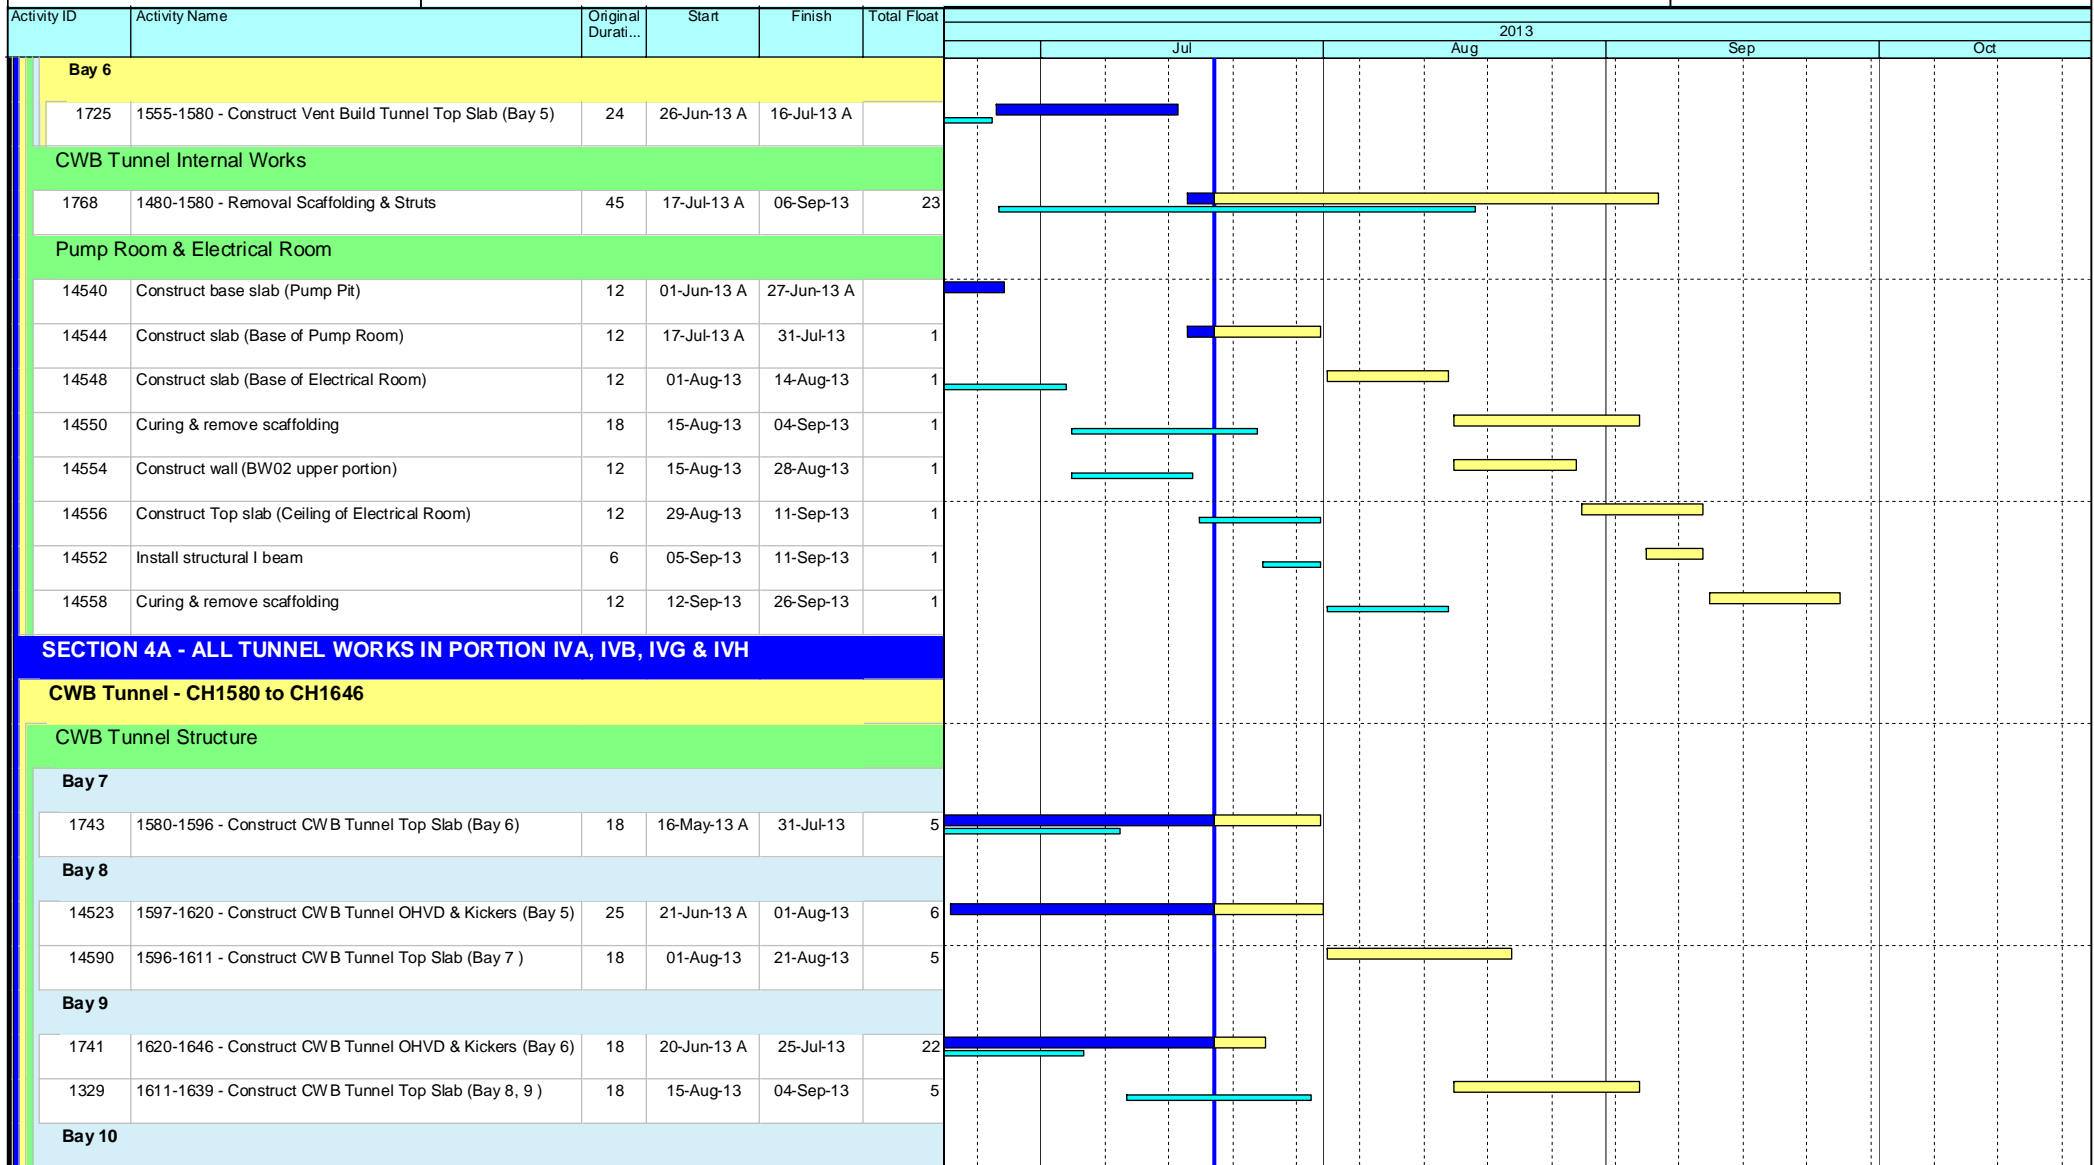 Activity ID Activity Name Original Start Finish Total Float
Durati...
2013
Jul Aug Sep Oct
Bay 6
1725 1555-1580 - Construct Vent Build Tunnel Top Slab (Bay 5) 24 26-Jun-13 A 16-Jul-13 A
CWB Tunnel Internal Works
1768 1480-1580 - Removal Scaffolding & Struts 45 17-Jul-13 A 06-Sep-13 23
Pump Room & Electrical Room
14540 Construct base slab (Pump Pit) 12 01-Jun-13 A 27-Jun-13 A
14544 Construct slab (Base of Pump Room) 12 17-Jul-13 A 31-Jul-13 1
14548 Construct slab (Base of Electrical Room) 12 01-Aug-13 14-Aug-13 1
14550 Curing & remove scaffolding 18 15-Aug-13 04-Sep-13 1
14554 Construct wall (BW02 upper portion) 12 15-Aug-13 28-Aug-13 1
14556 Construct Top slab (Ceiling of Electrical Room) 12 29-Aug-13 11-Sep-13 1
14552 Install structural I beam 6 05-Sep-13 11-Sep-13 1
14558 Curing & remove scaffolding 12 12-Sep-13 26-Sep-13 1
SECTION 4A - ALL TUNNEL WORKS IN PORTION IVA, IVB, IVG & IVH
CWB Tunnel - CH1580 to CH1646
CWB Tunnel Structure
Bay 7
1743 1580-1596 - Construct CWB Tunnel Top Slab (Bay 6) 18 16-May-13 A 31-Jul-13 5
Bay 8
14523 1597-1620 - Construct CWB Tunnel OHVD & Kickers (Bay 5) 25 21-Jun-13 A 01-Aug-13 6
14590 1596-1611 - Construct CWB Tunnel Top Slab (Bay 7 ) 18 01-Aug-13 21-Aug-13 5
Bay 9
1741 1620-1646 - Construct CWB Tunnel OHVD & Kickers (Bay 6) 18 20-Jun-13 A 25-Jul-13 22
1329 1611-1639 - Construct CWB Tunnel Top Slab (Bay 8, 9 ) 18 15-Aug-13 04-Sep-13 5
Bay 10